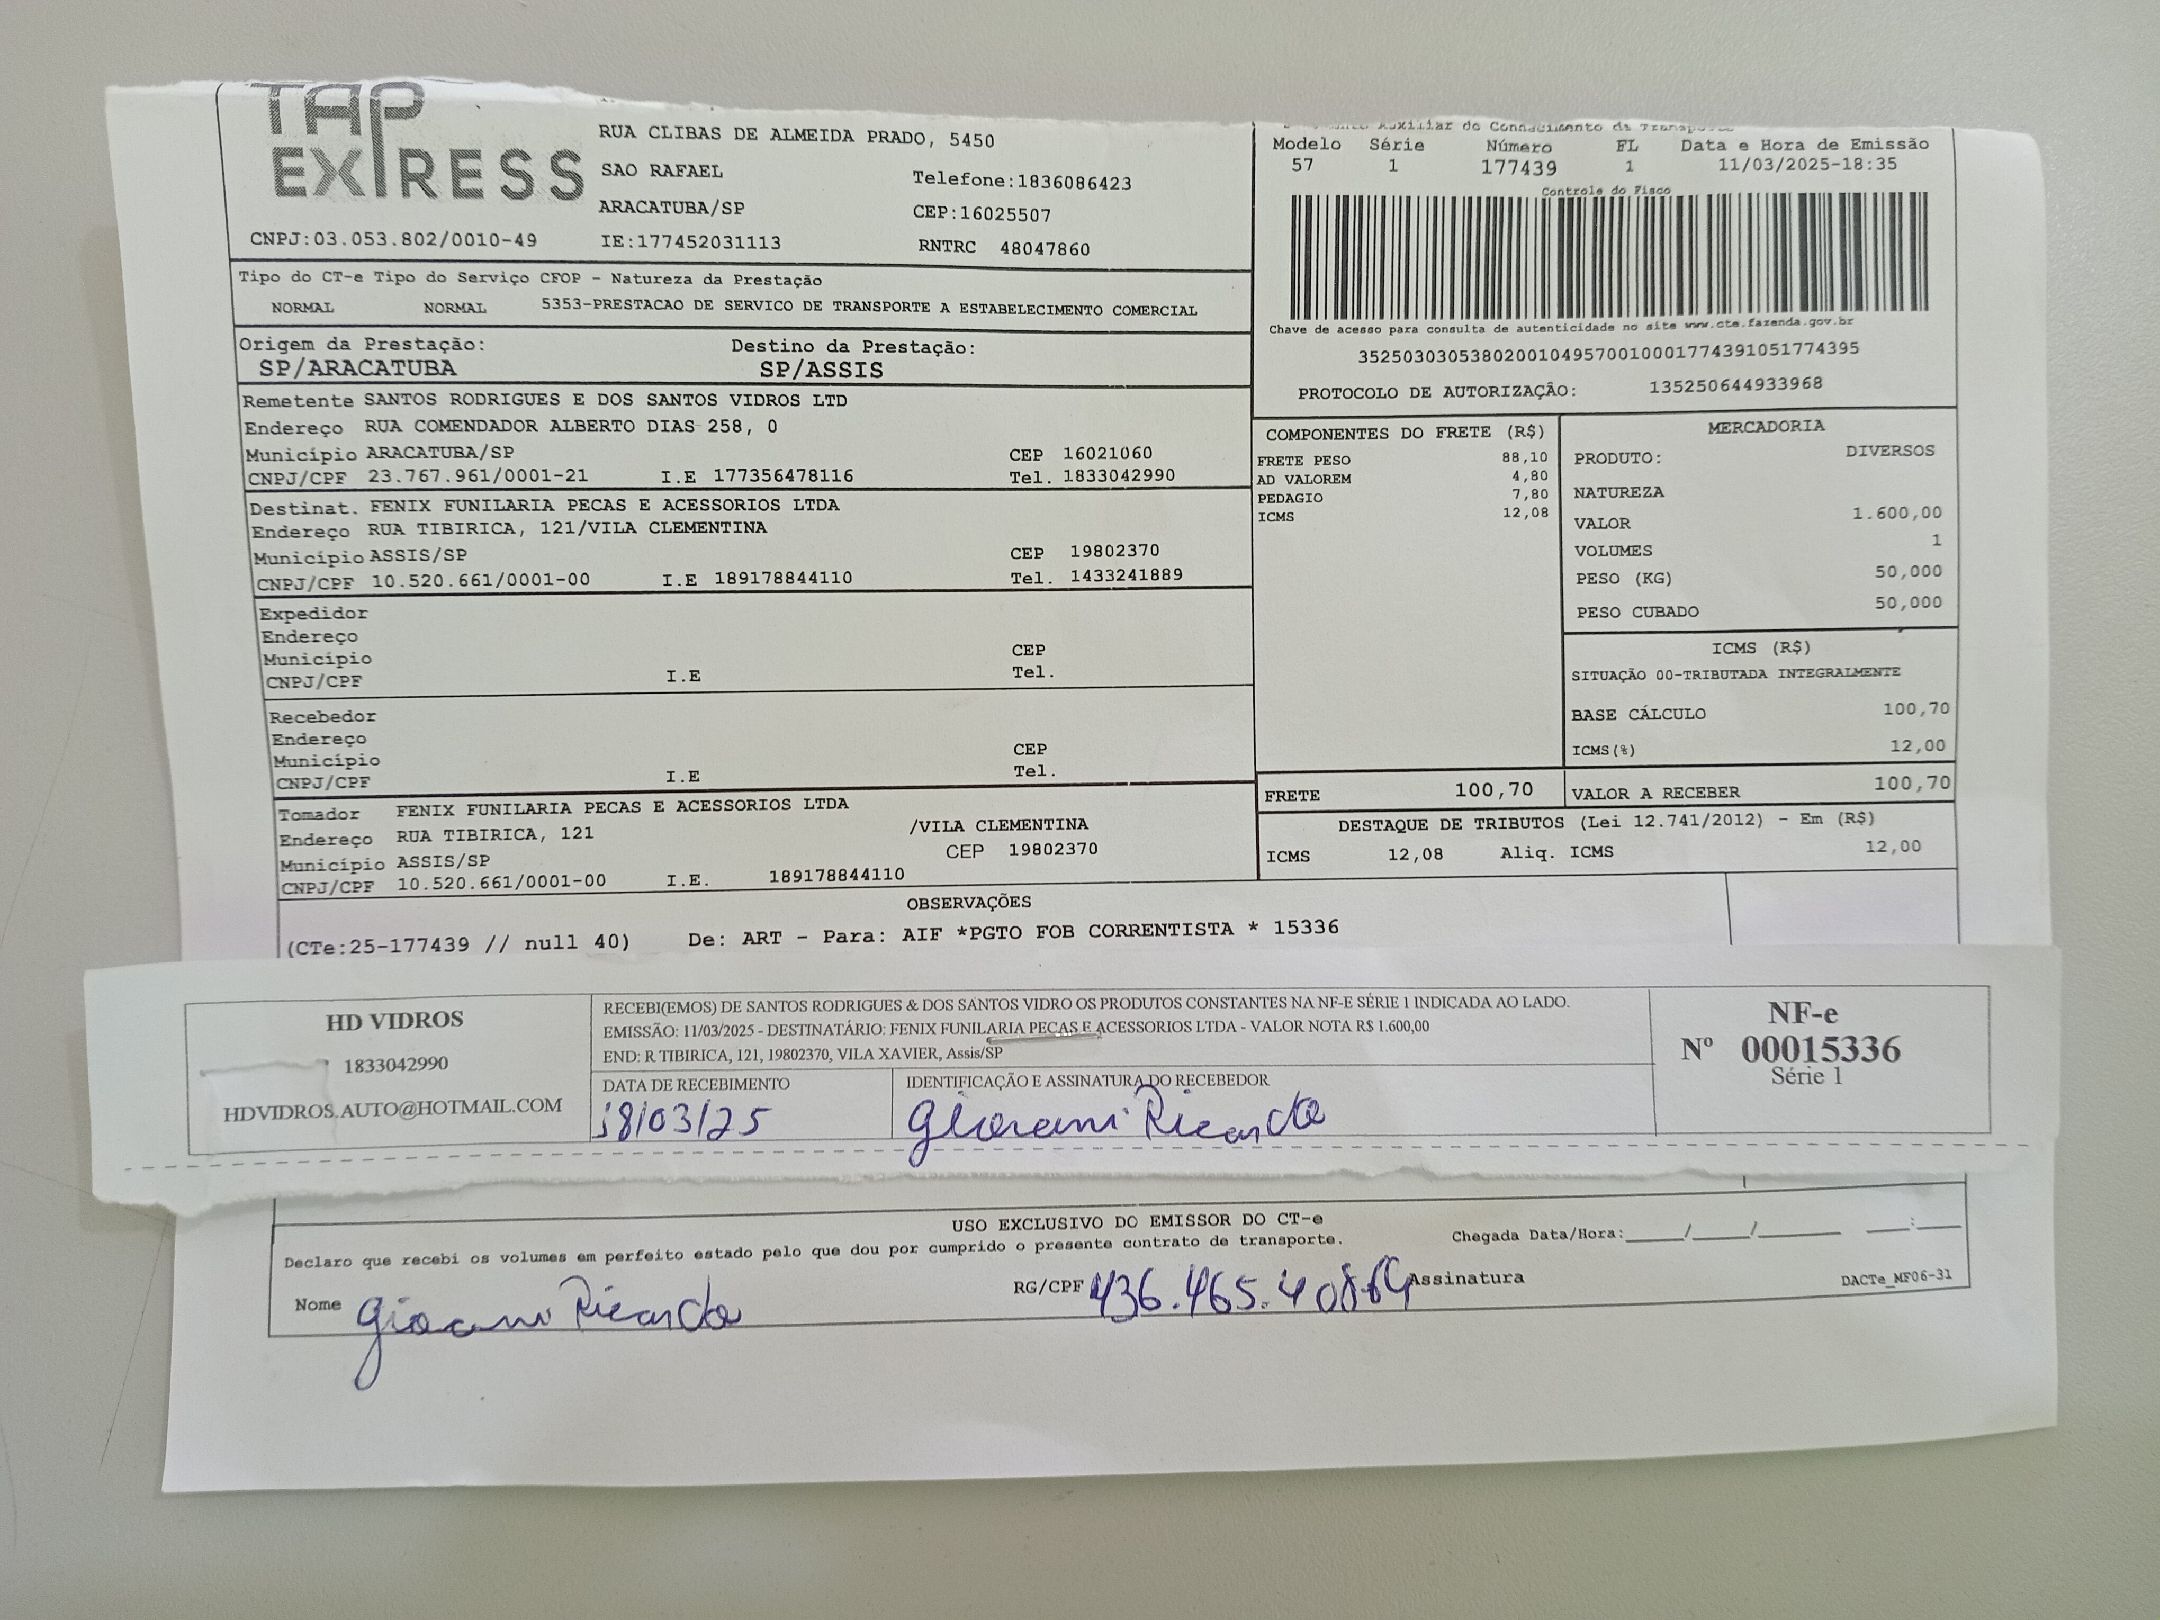 TAP
EXPRESS
RUA CLIBAS DE ALMEIDA PRADO, 5450
SAO RAFAEL Telefone:1836086423
ARACATUBA/SP CEP:16025507
CNPJ:03.053.802/0010-49 IE:177452031113 RNTRC 48047860
Auxiliar do Conhecimento de
Modelo Série Número FL Data e Hora de Emissão
57 1 177439 1 11/03/2025-18:35
Controle do Fisco
Chave de acesso para consulta de autenticidade no site www.cte.fazenda.gov.br
35250303053802001049570010001774391051774395
PROTOCOLO DE AUTORIZAÇÃO: 135250644933968
Tipo do CT-e Tipo do Serviço CFOP - Natureza da Prestação
NORMAL NORMAL 5353-PRESTACAO DE SERVICO DE TRANSPORTE A ESTABELECIMENTO COMERCIAL
Origem da Prestação: Destino da Prestação:
SP/ARACATUBA SP/ASSIS
Remetente SANTOS RODRIGUES E DOS SANTOS VIDROS LTD
Endereço RUA COMENDADOR ALBERTO DIAS 258, 0
Município ARACATUBA/SP CEP 16021060
CNPJ/CPF 23.767.961/0001-21 I.E 177356478116 Tel. 1833042990
Destinat. FENIX FUNILARIA PECAS E ACESSORIOS LTDA
Endereço RUA TIBIRICA, 121/VILA CLEMENTINA
Município ASSIS/SP CEP 19802370
CNPJ/CPF 10.520.661/0001-00 I.E 189178844110 Tel. 1433241889
Expedidor
Endereço
Município CEP
CNPJ/CPF I.E Tel.
Recebedor
Endereço
Município CEP
CNPJ/CPF I.E Tel.
Tomador FENIX FUNILARIA PECAS E ACESSORIOS LTDA
Endereço RUA TIBIRICA, 121 /VILA CLEMENTINA
Município ASSIS/SP CEP 19802370
CNPJ/CPF 10.520.661/0001-00 I.E. 189178844110
COMPONENTES DO FRETE (R$)
FRETE PESO 88,10
AD VALOREM 4,80
PEDAGIO 7,80
ICMS 12,08
MERCADORIA
PRODUTO: DIVERSOS
NATUREZA
VALOR 1.600,00
VOLUMES 1
PESO (KG) 50,000
PESO CUBADO 50,000
ICMS (R$)
SITUAÇÃO 00-TRIBUTADA INTEGRALMENTE
BASE CÁLCULO 100,70
ICMS(%) 12,00
FRETE 100,70 VALOR A RECEBER 100,70
DESTAQUE DE TRIBUTOS (Lei 12.741/2012) - Em (R$)
ICMS 12,08 Aliq. ICMS 12,00
OBSERVAÇÕES
(CTe:25-177439 // null 40) De: ART - Para: AIF *PGTO FOB CORRENTISTA * 15336
HD VIDROS
1833042990
HDVIDROS.AUTO@HOTMAIL.COM
RECEBI(EMOS) DE SANTOS RODRIGUES & DOS SANTOS VIDRO OS PRODUTOS CONSTANTES NA NF-E SÉRIE 1 INDICADA AO LADO.
EMISSÃO: 11/03/2025 - DESTINATÁRIO: FENIX FUNILARIA PECAS E ACESSORIOS LTDA - VALOR NOTA R$ 1.600,00
END: R TIBIRICA, 121, 19802370, VILA XAVIER, Assis/SP
DATA DE RECEBIMENTO IDENTIFICAÇÃO E ASSINATURA DO RECEBEDOR
18/03/25 Giovani Ricardo
NF-e
Nº 00015336
Série 1
USO EXCLUSIVO DO EMISSOR DO CT-e
Declaro que recebi os volumes em perfeito estado pelo que dou por cumprido o presente contrato de transporte. Chegada Data/Hora:_____/_____/_______ ____:____
Nome Giovani Ricardo RG/CPF 436.465.408 64 Assinatura DACTe_MF06-31